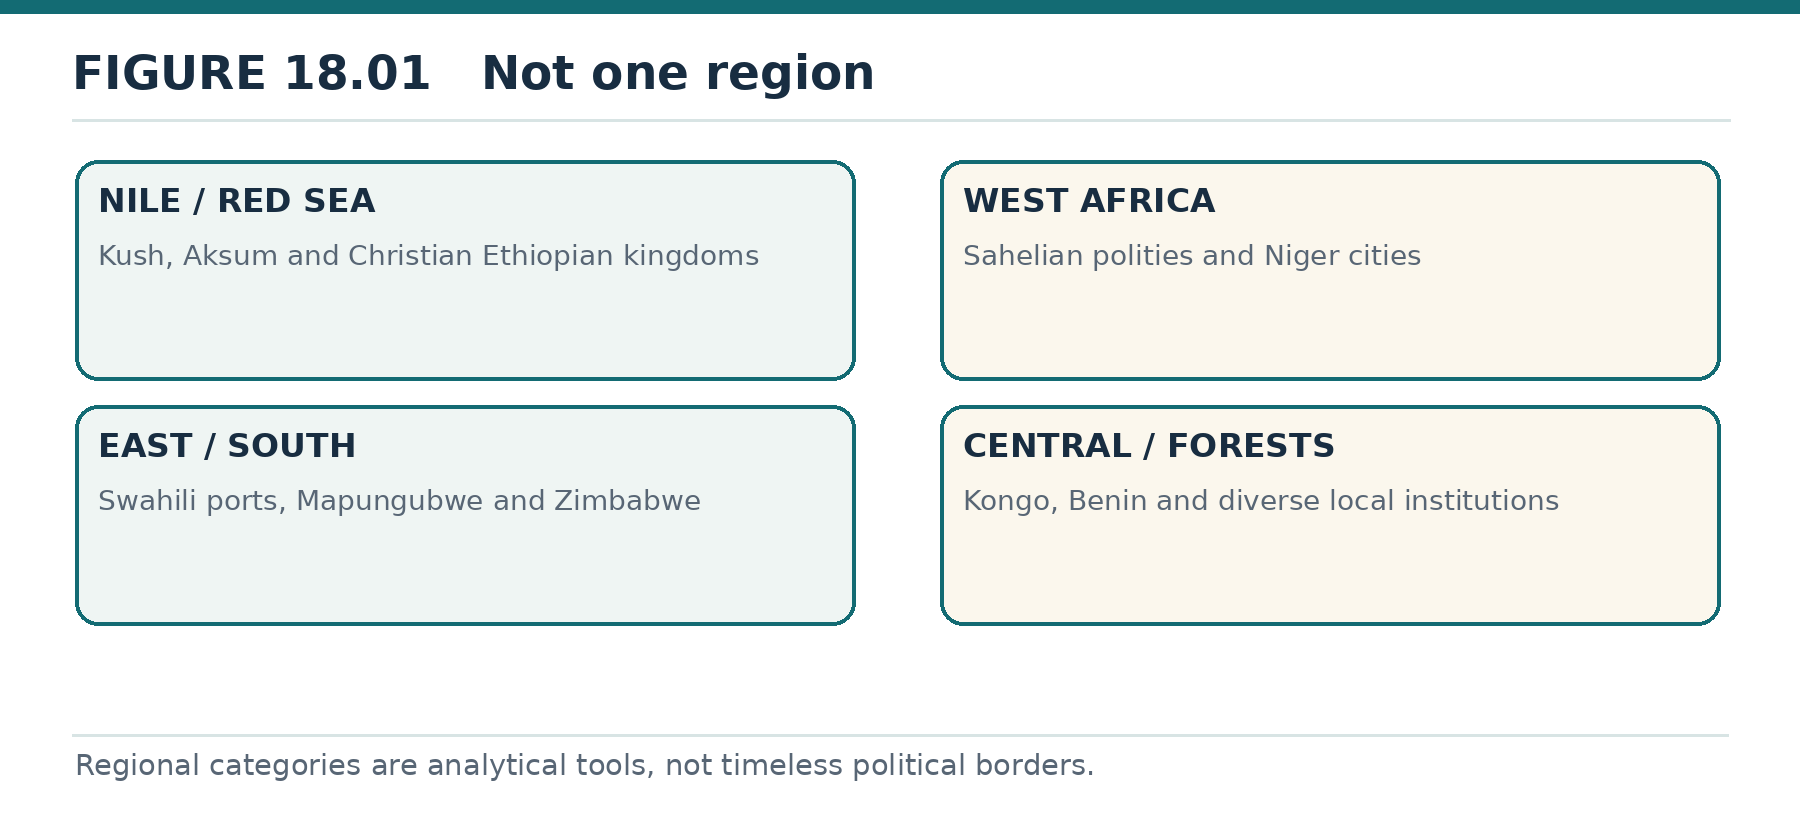 FIGURE 18.01 Not one region
NILE / RED SEA
Kush, Aksum and Christian Ethiopian kingdoms
WEST AFRICA
Sahelian polities and Niger cities
EAST / SOUTH
Swahili ports, Mapungubwe and Zimbabwe
CENTRAL / FORESTS
Kongo, Benin and diverse local institutions
Regional categories are analytical tools, not timeless political borders.